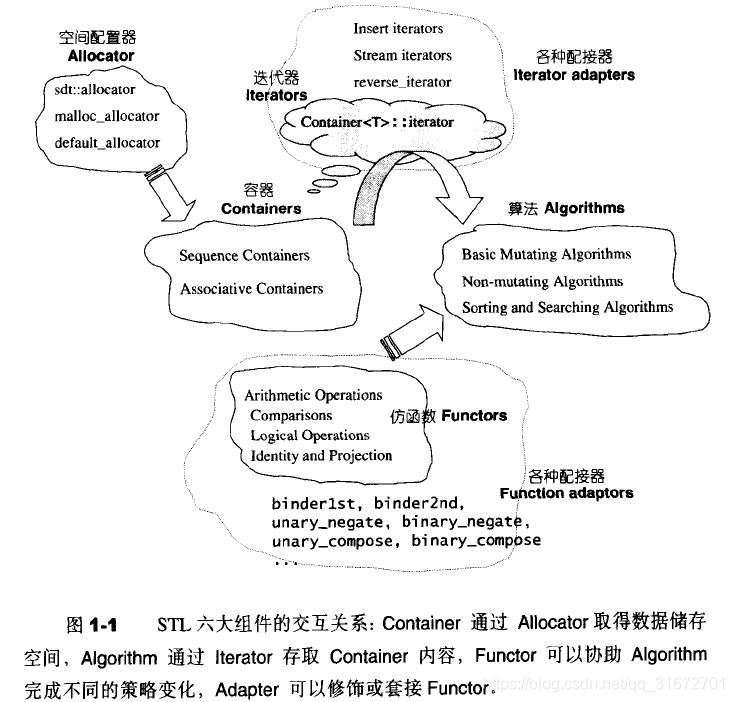 空间配置器
Allocator
sdt::allocator
malloc_allocator
default_allocator
Insert iterators
Stream iterators
reverse_iterator
迭代器
Iterators
Container<T>::iterator
各种配接器
Iterator adapters
容器
Containers
Sequence Containers
Associative Containers
算法 Algorithms
Basic Mutating Algorithms
Non-mutating Algorithms
Sorting and Searching Algorithms
Arithmetic Operations
Comparisons
Logical Operations
Identity and Projection
仿函数 Functors
各种配接器
Function adaptors
binder1st, binder2nd,
unary_negate, binary_negate,
unary_compose, binary_compose
...
图 1-1 STL 六大组件的交互关系: Container 通过 Allocator 取得数据储存
空间, Algorithm 通过 Iterator 存取 Container 内容, Functor 可以协助 Algorithm
完成不同的策略变化, Adapter 可以修饰或套接 Functor。
https://blog.csdn.net/qq_31672701